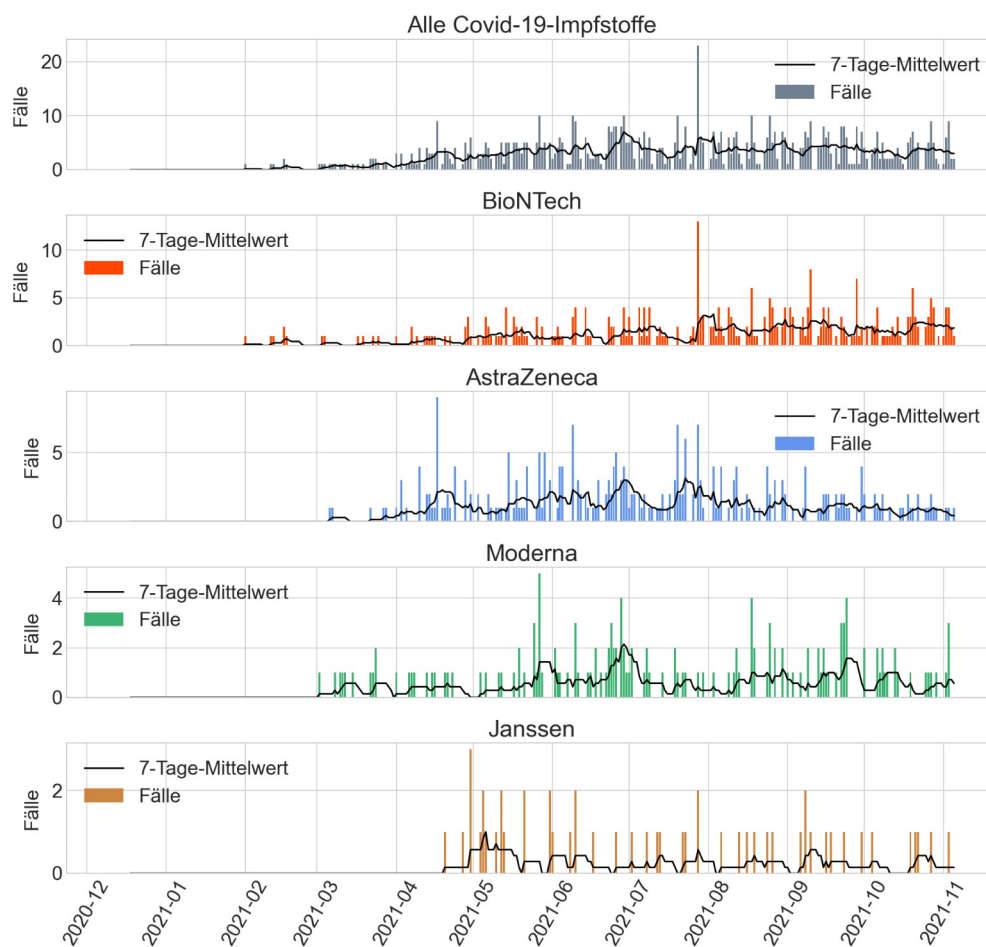 Alle Covid-19-Impfstoffe
Fälle
20
10
0
7-Tage-Mittelwert
Fälle
BioNTech
Fälle
10
5
0
7-Tage-Mittelwert
Fälle
AstraZeneca
Fälle
5
0
7-Tage-Mittelwert
Fälle
Moderna
Fälle
4
2
0
7-Tage-Mittelwert
Fälle
Janssen
Fälle
2
0
7-Tage-Mittelwert
Fälle
2020-12
2021-01
2021-02
2021-03
2021-04
2021-05
2021-06
2021-07
2021-08
2021-09
2021-10
2021-11